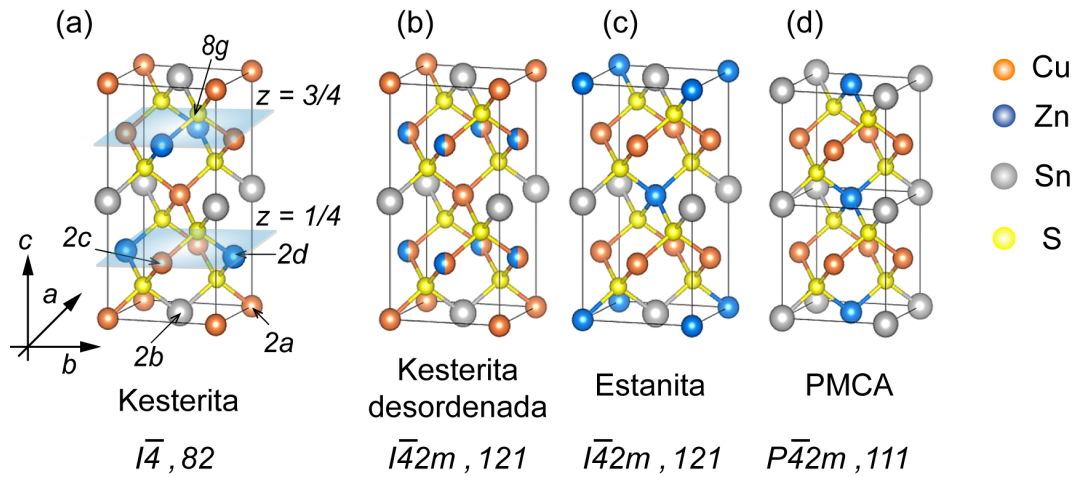 (a)
(b)
(c)
(d)
8g
z = 3/4
z = 1/4
2c
2d
c
a
b
2b
2a
Cu
Zn
Sn
S
Kesterita
Kesterita
desordenada
Estanita
PMCA
I4̅ ,82
I4̅2m ,121
I4̅2m ,121
P4̅2m ,111